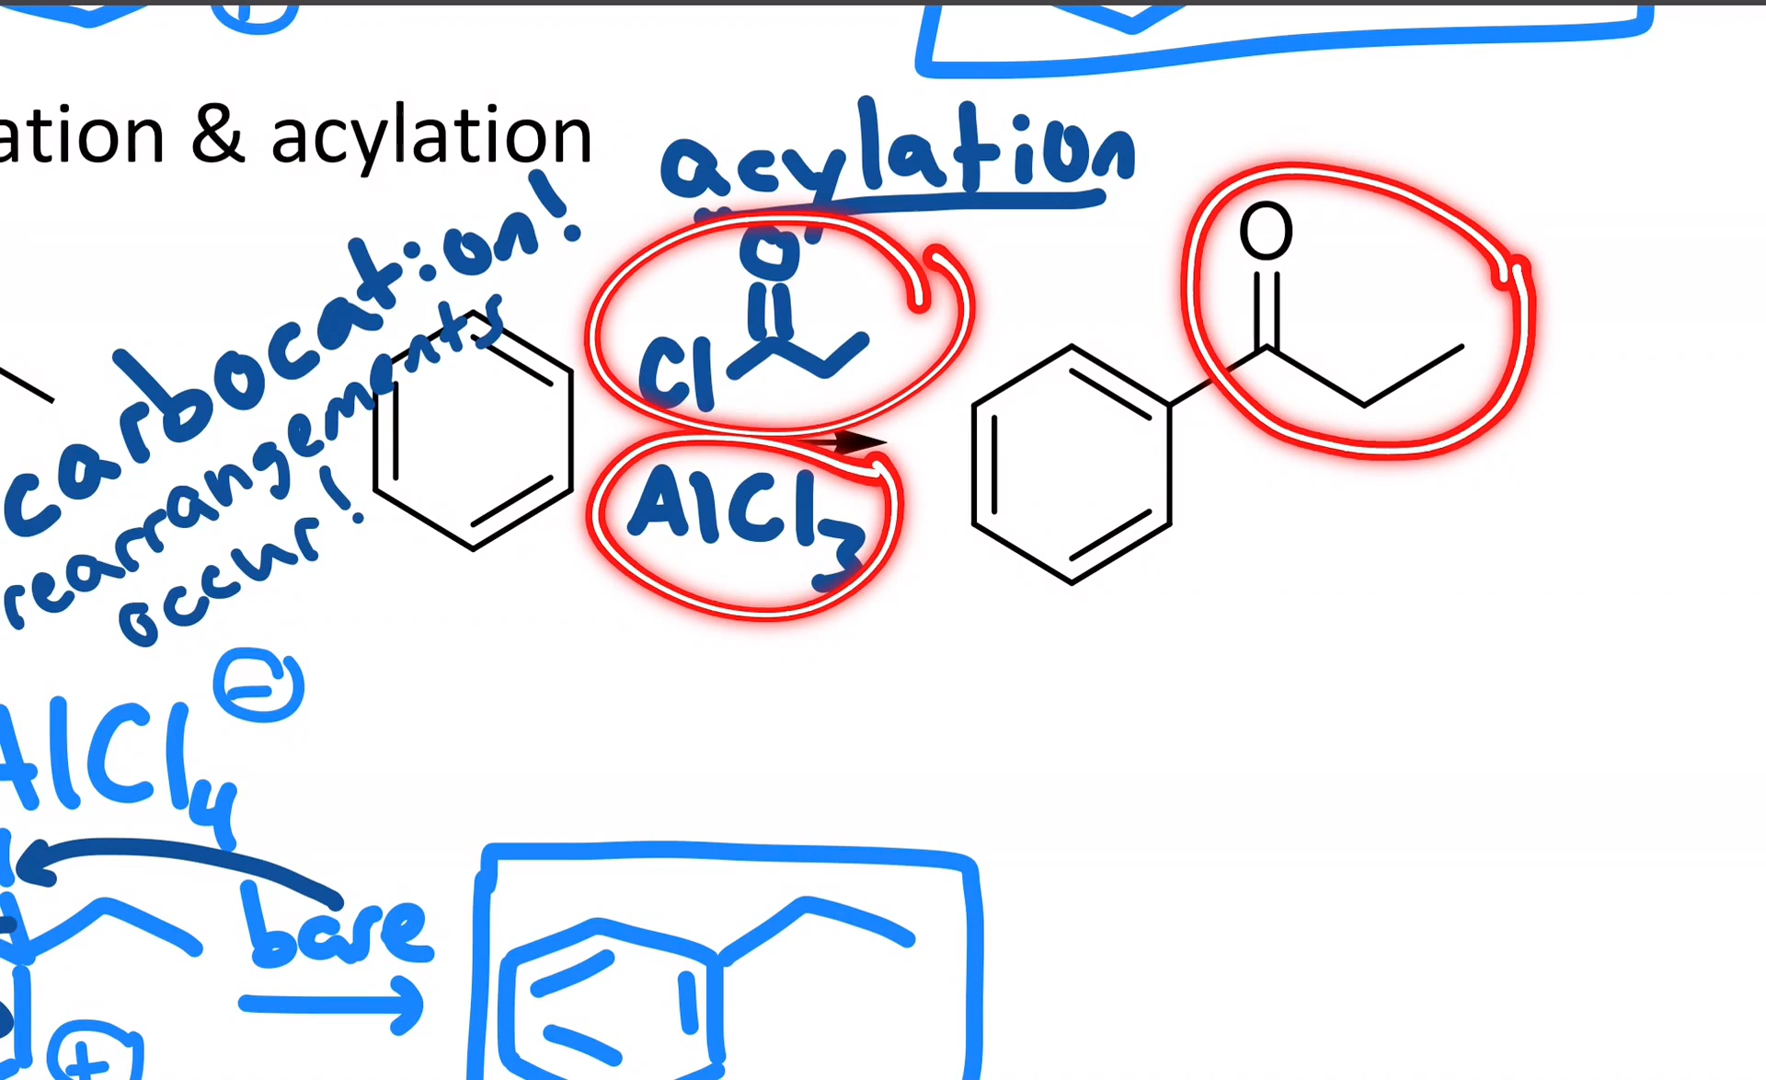 ation & acylation
acylation
carbocation!
rearrangements
occur!
O
Cl
AlCl3
O
AlCl4 ⊖
base
⊕